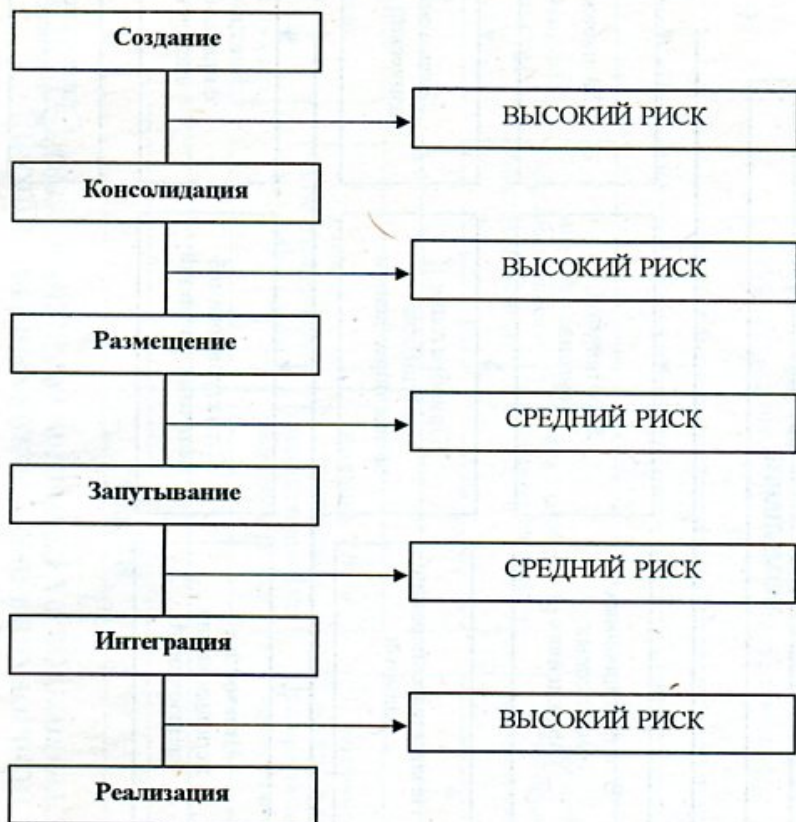 Создание
ВЫСОКИЙ РИСК
Консолидация
ВЫСОКИЙ РИСК
Размещение
СРЕДНИЙ РИСК
Запутывание
СРЕДНИЙ РИСК
Интеграция
ВЫСОКИЙ РИСК
Реализация